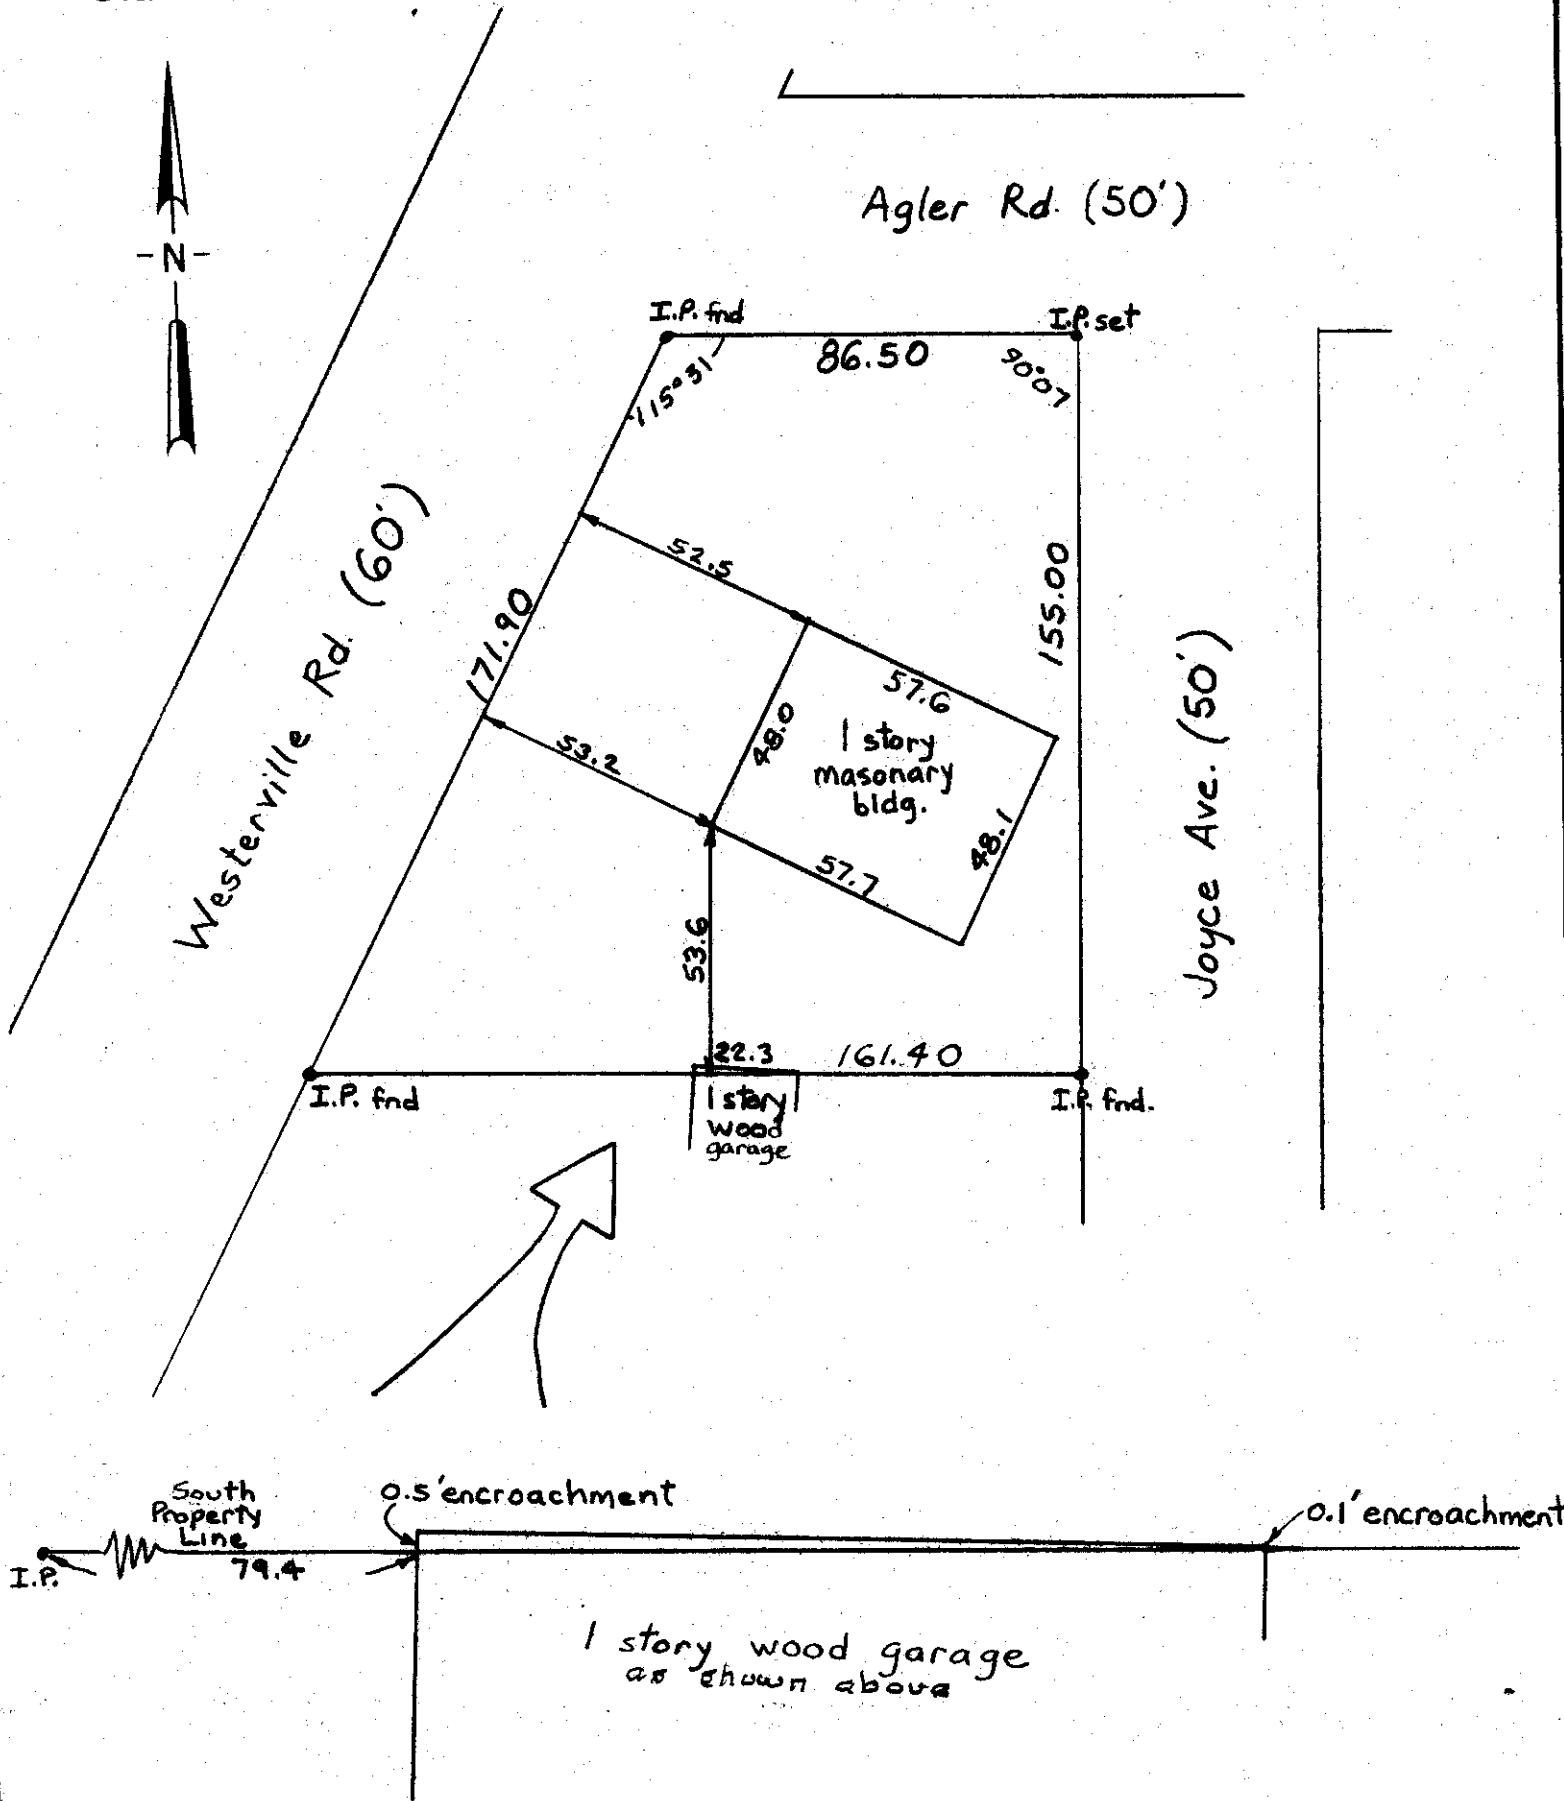 - N -
Agler Rd. (50')
I.P. fnd
I.P. set
86.50
115°31'
90°07'
Westerville Rd. (60')
171.90
52.5
155.00
57.6
48.0
53.2
1 story
masonary
bldg.
48.1
57.7
Joyce Ave. (50')
53.6
22.3
161.40
I.P. fnd
1 story
wood
garage
I.P. fnd.
South
Property
Line
0.5' encroachment
0.1' encroachment
I.P.
79.4
1 story wood garage
as shown above